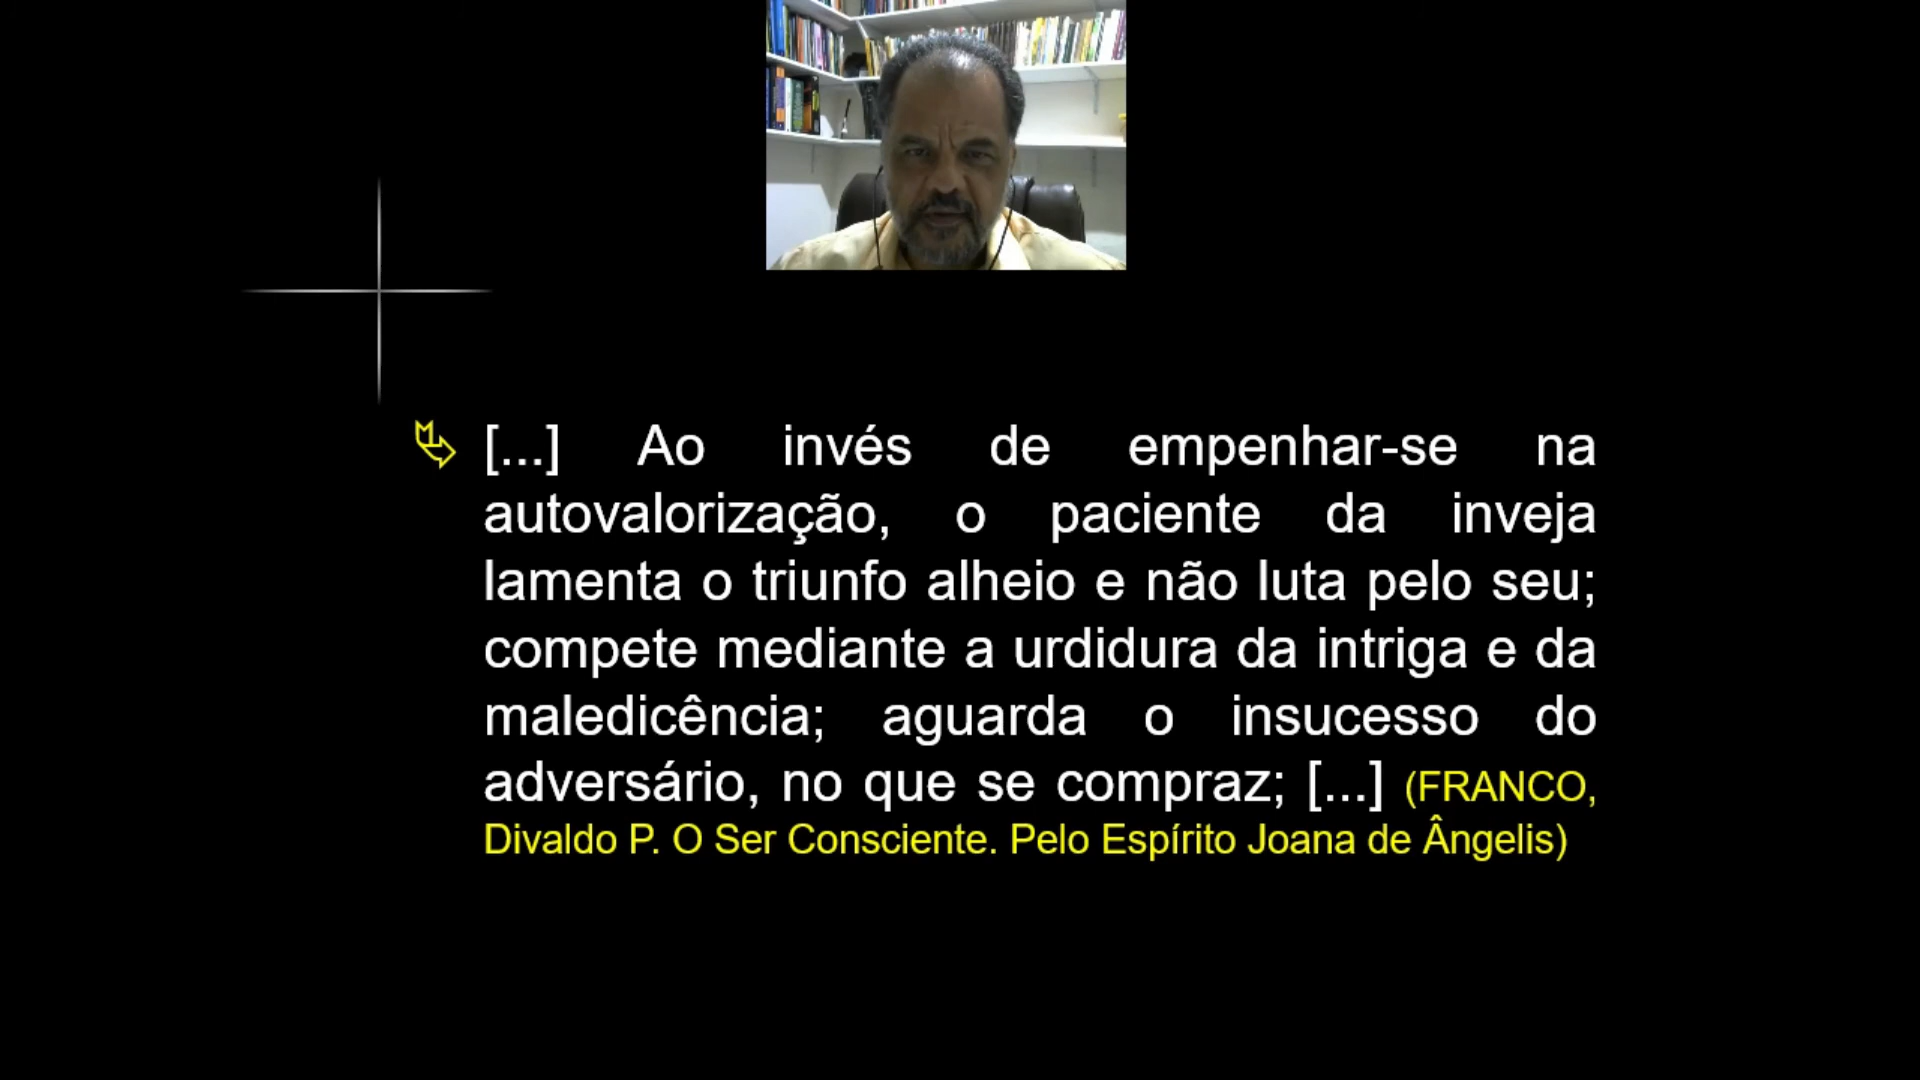 [...] Ao invés de empenhar-se na
autovalorização, o paciente da inveja
lamenta o triunfo alheio e não luta pelo seu;
compete mediante a urdidura da intriga e da
maledicência; aguarda o insucesso do
adversário, no que se compraz; [...] (FRANCO,
Divaldo P. O Ser Consciente. Pelo Espírito Joana de Ângelis)